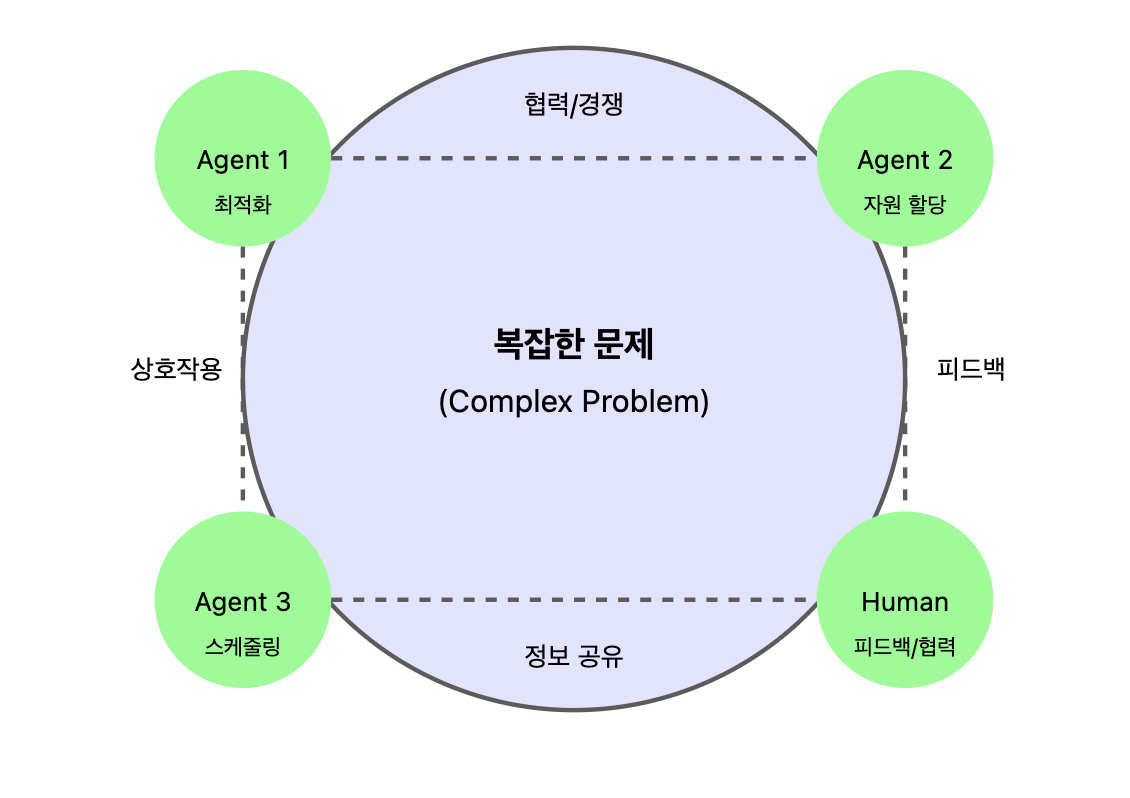 협력/경쟁
Agent 1
최적화
Agent 2
자원 할당
복잡한 문제
(Complex Problem)
상호작용
피드백
Agent 3
스케줄링
Human
피드백/협력
정보 공유